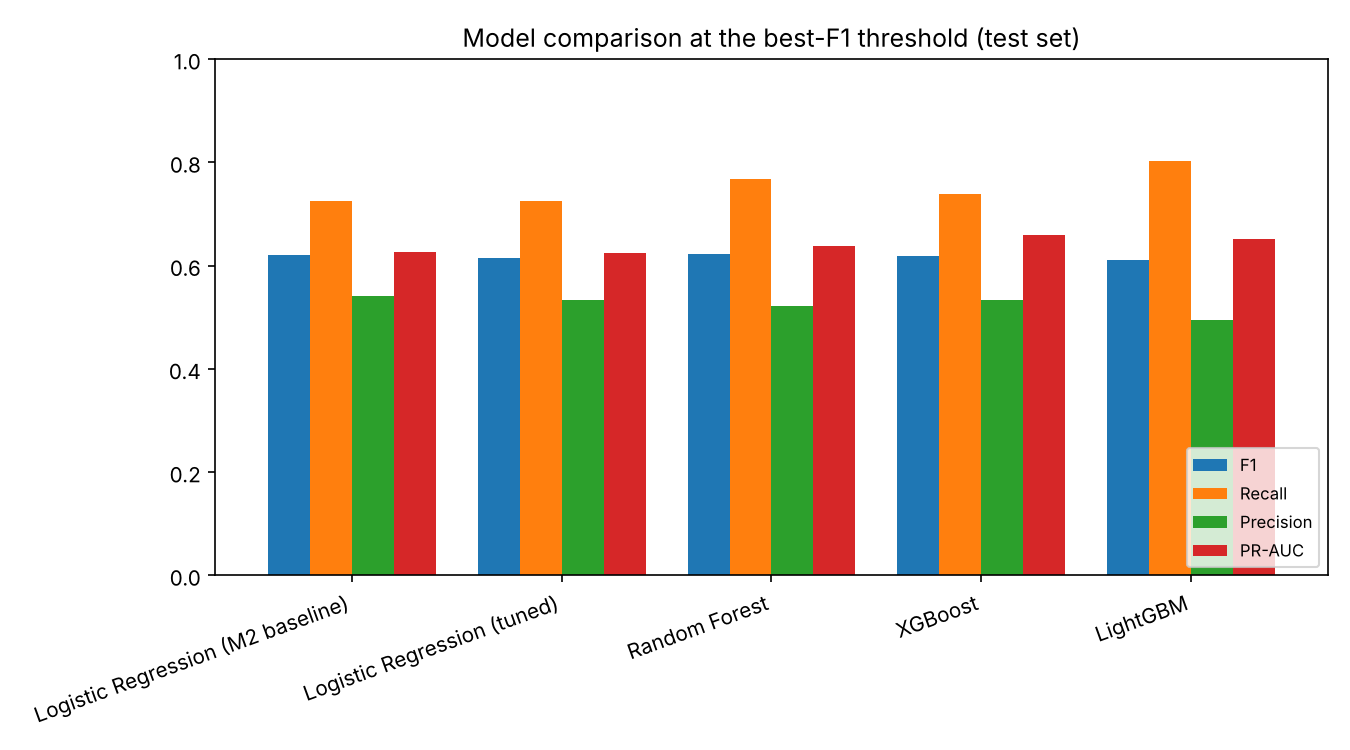 Model comparison at the best-F1 threshold (test set)
1.0
0.8
0.6
0.4
0.2
0.0
F1
Recall
Precision
PR-AUC
Logistic Regression (M2 baseline)
Logistic Regression (tuned)
Random Forest
XGBoost
LightGBM